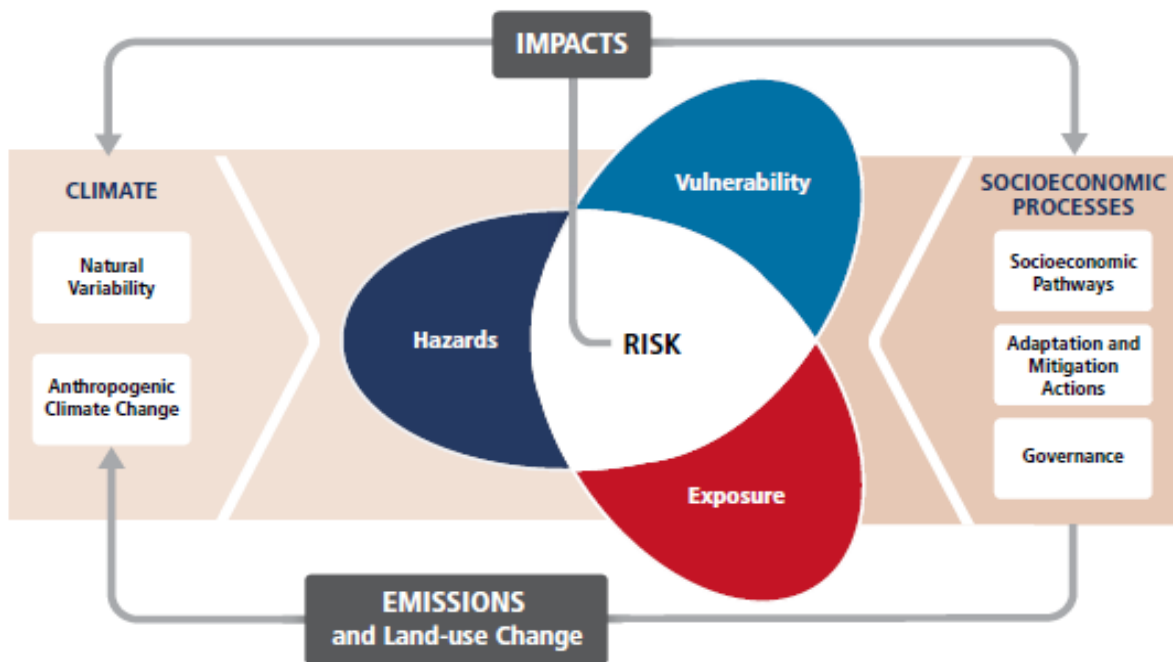 IMPACTS
CLIMATE
Natural
Variability
Anthropogenic
Climate Change
Vulnerability
Hazards
RISK
Exposure
SOCIOECONOMIC
PROCESSES
Socioeconomic
Pathways
Adaptation and
Mitigation
Actions
Governance
EMISSIONS
and Land-use Change